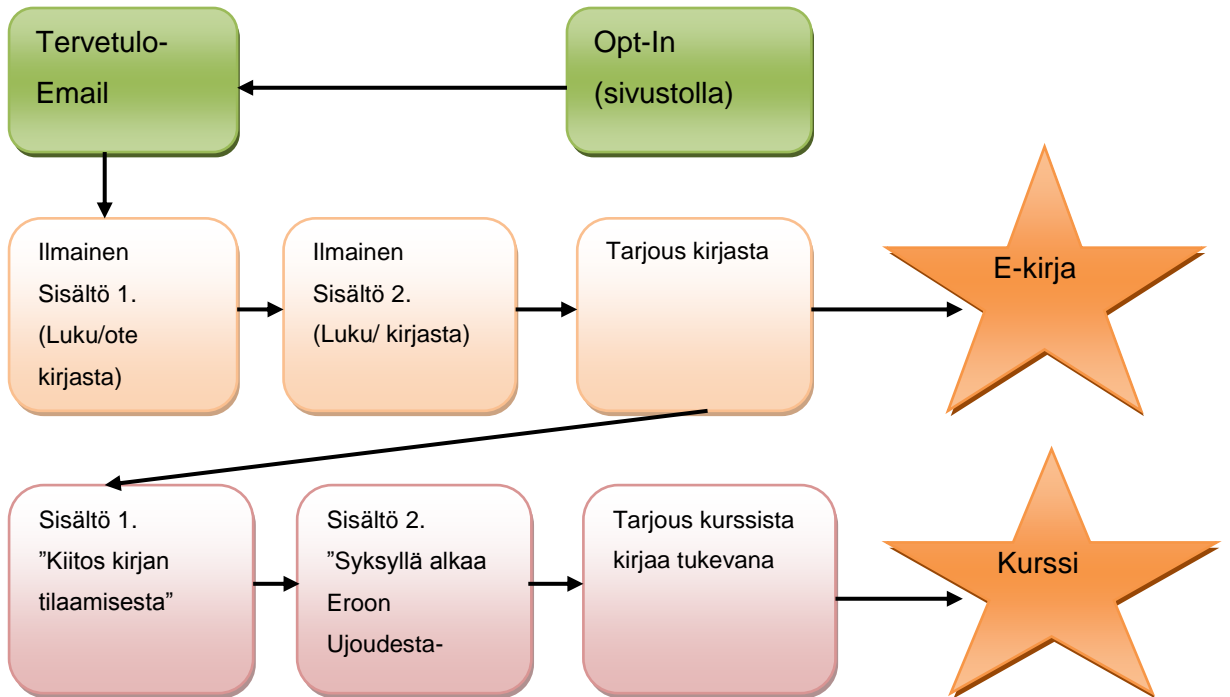 Tervetulo-
Email
Opt-In
(sivustolla)
Ilmainen
Sisältö 1.
(Luku/ote
kirjasta)
Ilmainen
Sisältö 2.
(Luku/ kirjasta)
Tarjous kirjasta
E-kirja
Sisältö 1.
”Kiitos kirjan
tilaamisesta”
Sisältö 2.
”Syksyllä alkaa
Eroon
Ujoudesta-
Tarjous kurssista
kirjaa tukevana
Kurssi